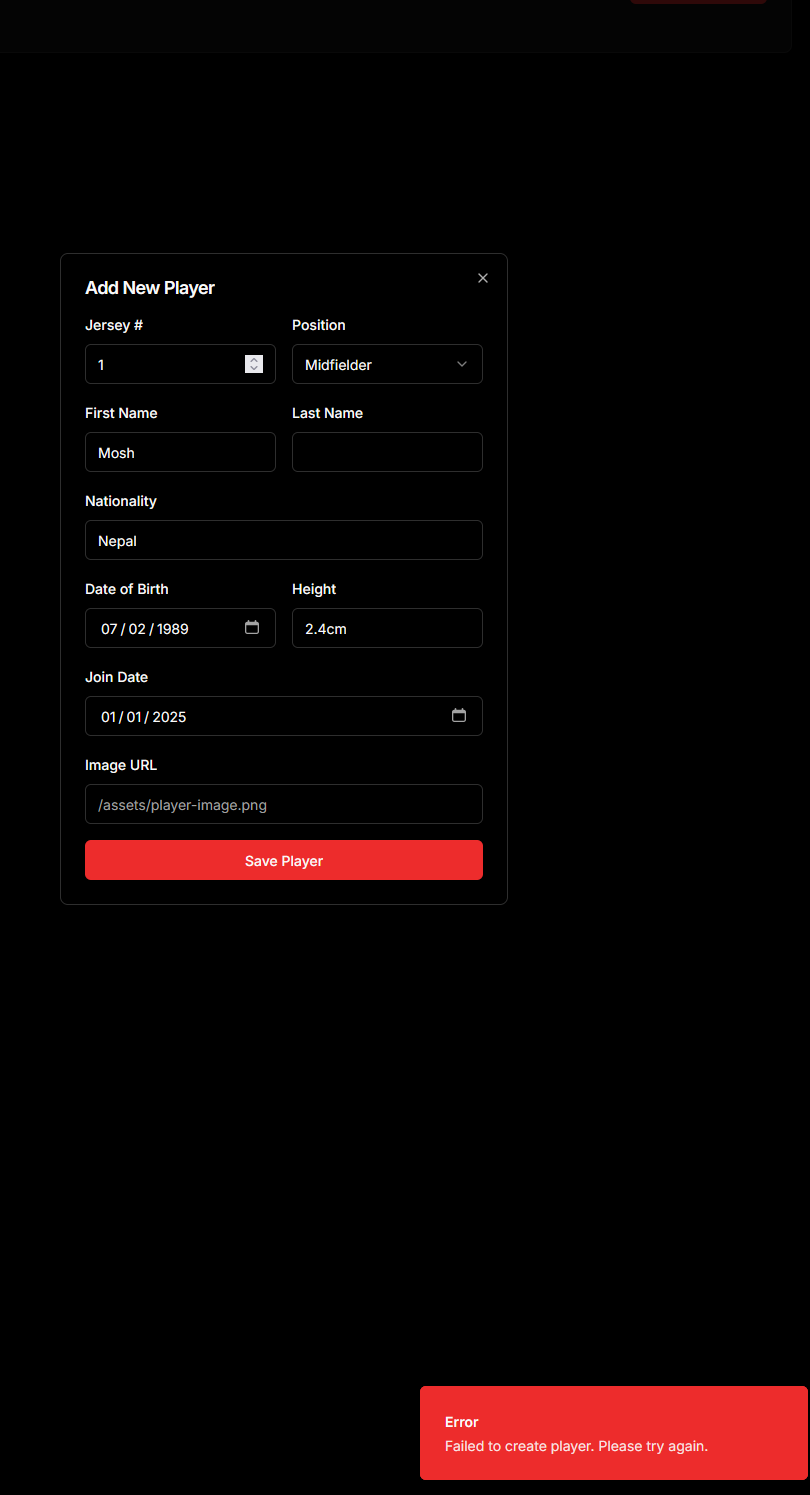 Add New Player
Jersey # Position
1 Midfielder
First Name Last Name
Mosh
Nationality
Nepal
Date of Birth Height
07/02/1989 2.4cm
Join Date
01/01/2025
Image URL
/assets/player-image.png
Save Player
Error
Failed to create player. Please try again.